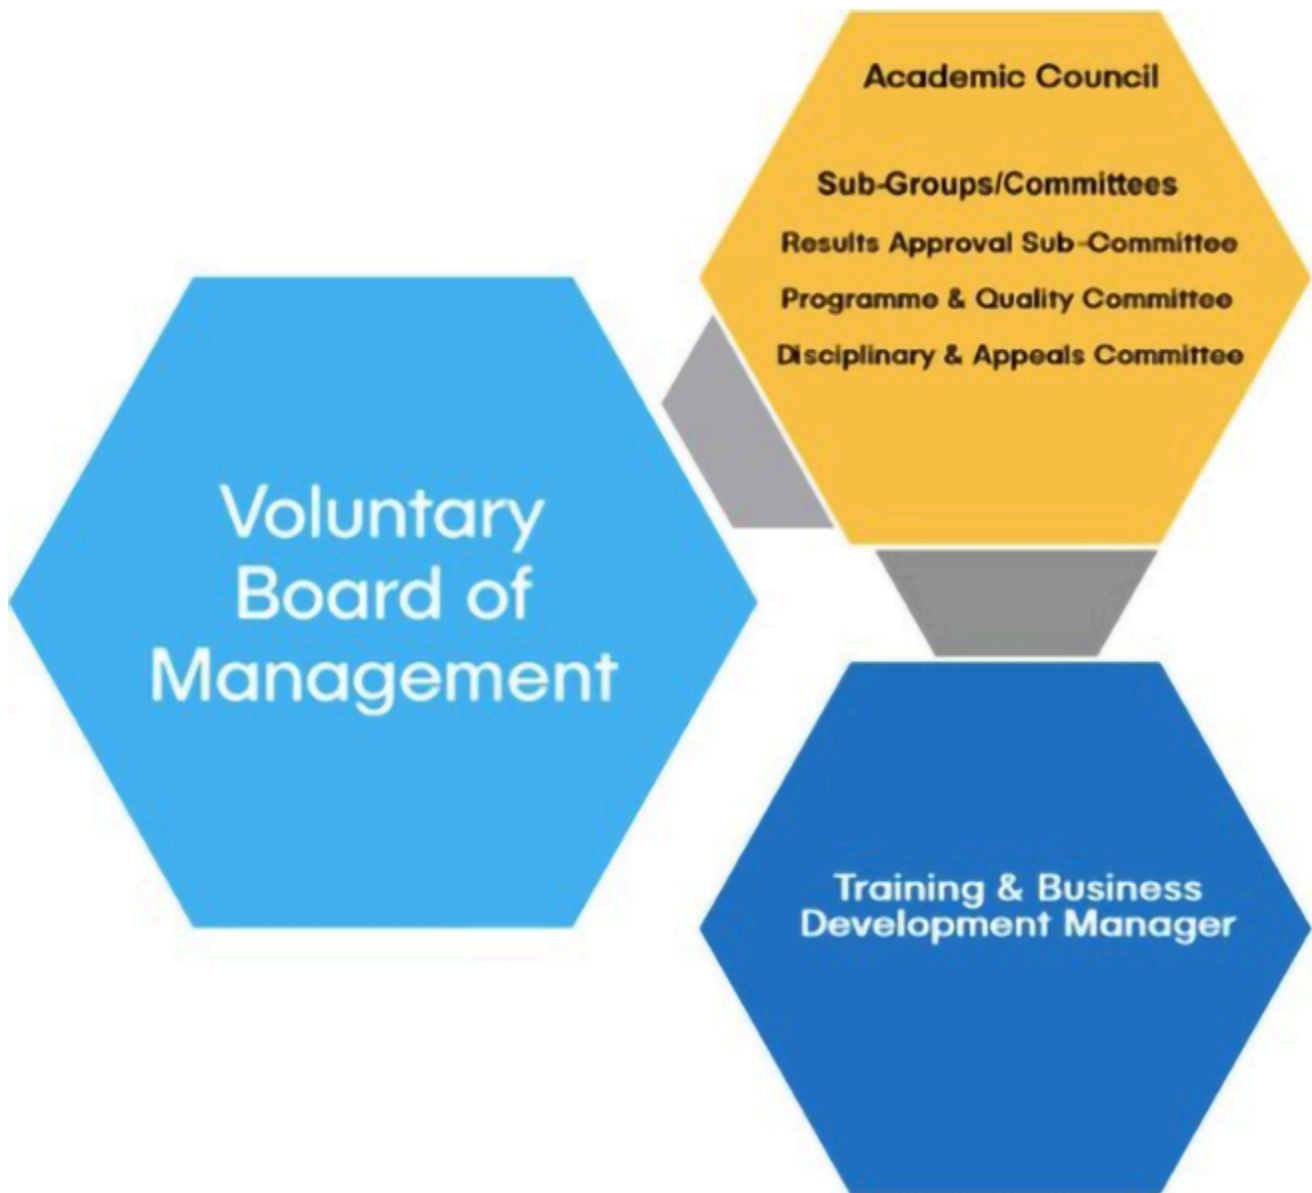 Academic Council
Sub-Groups/Committees
Results Approval Sub-Committee
Programme & Quality Committee
Disciplinary & Appeals Committee
Voluntary
Board of
Management
Training & Business
Development Manager